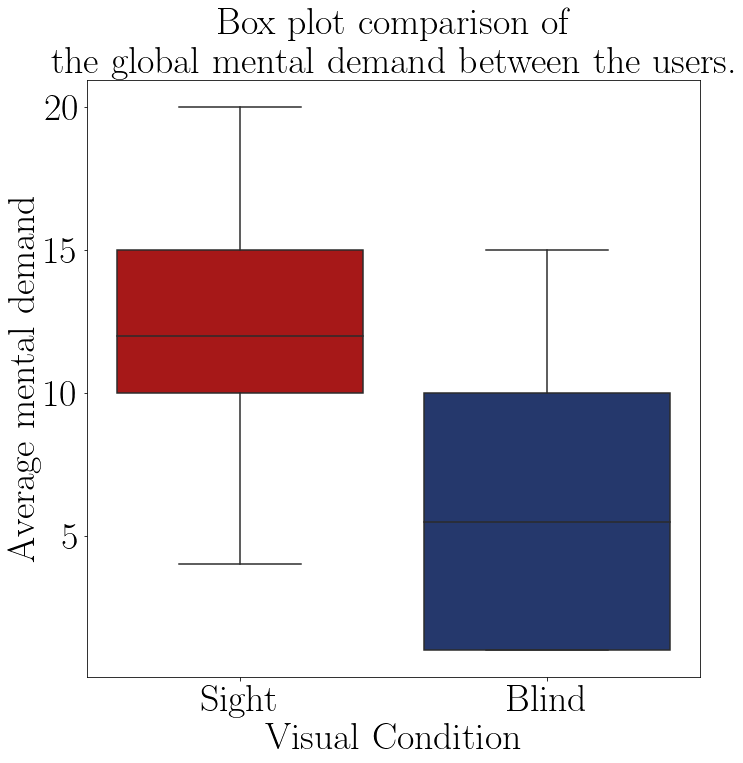 Box plot comparison of
the global mental demand between the users.
Average mental demand
20
15
10
5
Sight
Blind
Visual Condition